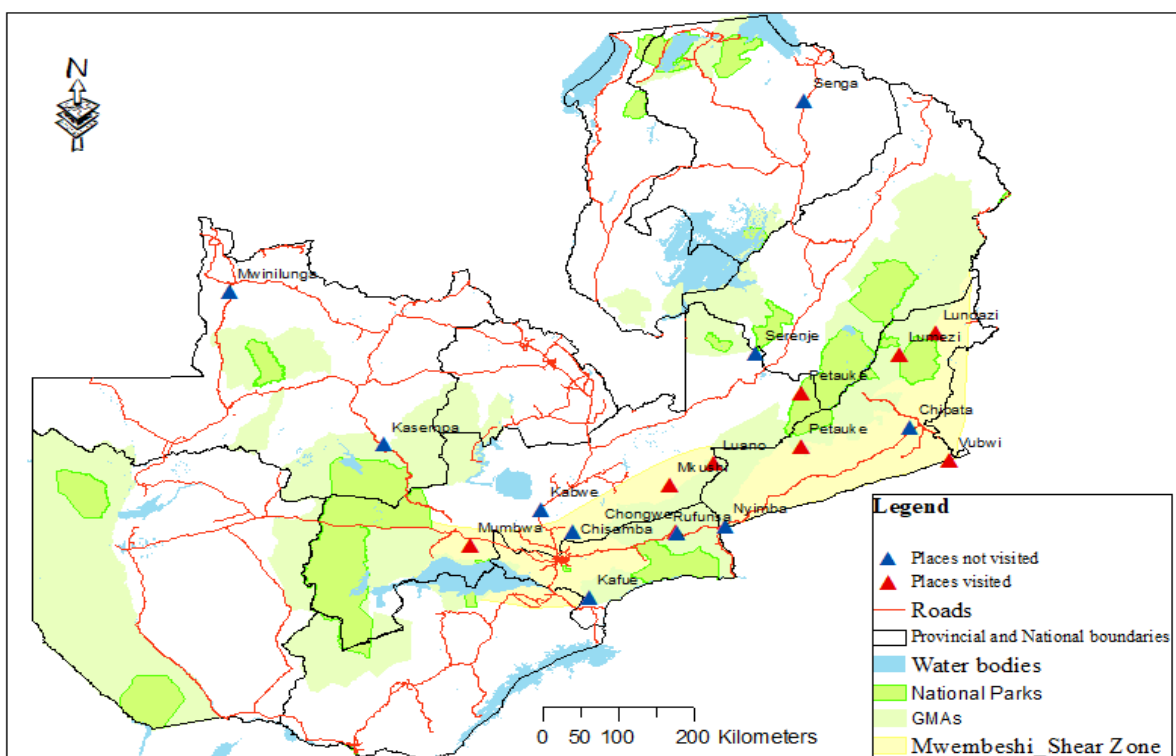 N
Senga
Mwinilunga
Lundazi
Serenje
Lumezi
Petauke
Chipata
Kasempa
Petauke
Vubwi
Luano
Mkushi
Kabwe
Chongwe
Rufunsa
Nyimba
Mumbwa
Chisamba
Kafue
0 50 100 200 Kilometers
Legend
Places not visited
Places visited
Roads
Provincial and National boundaries
Water bodies
National Parks
GMAs
Mwembeshi Shear Zone